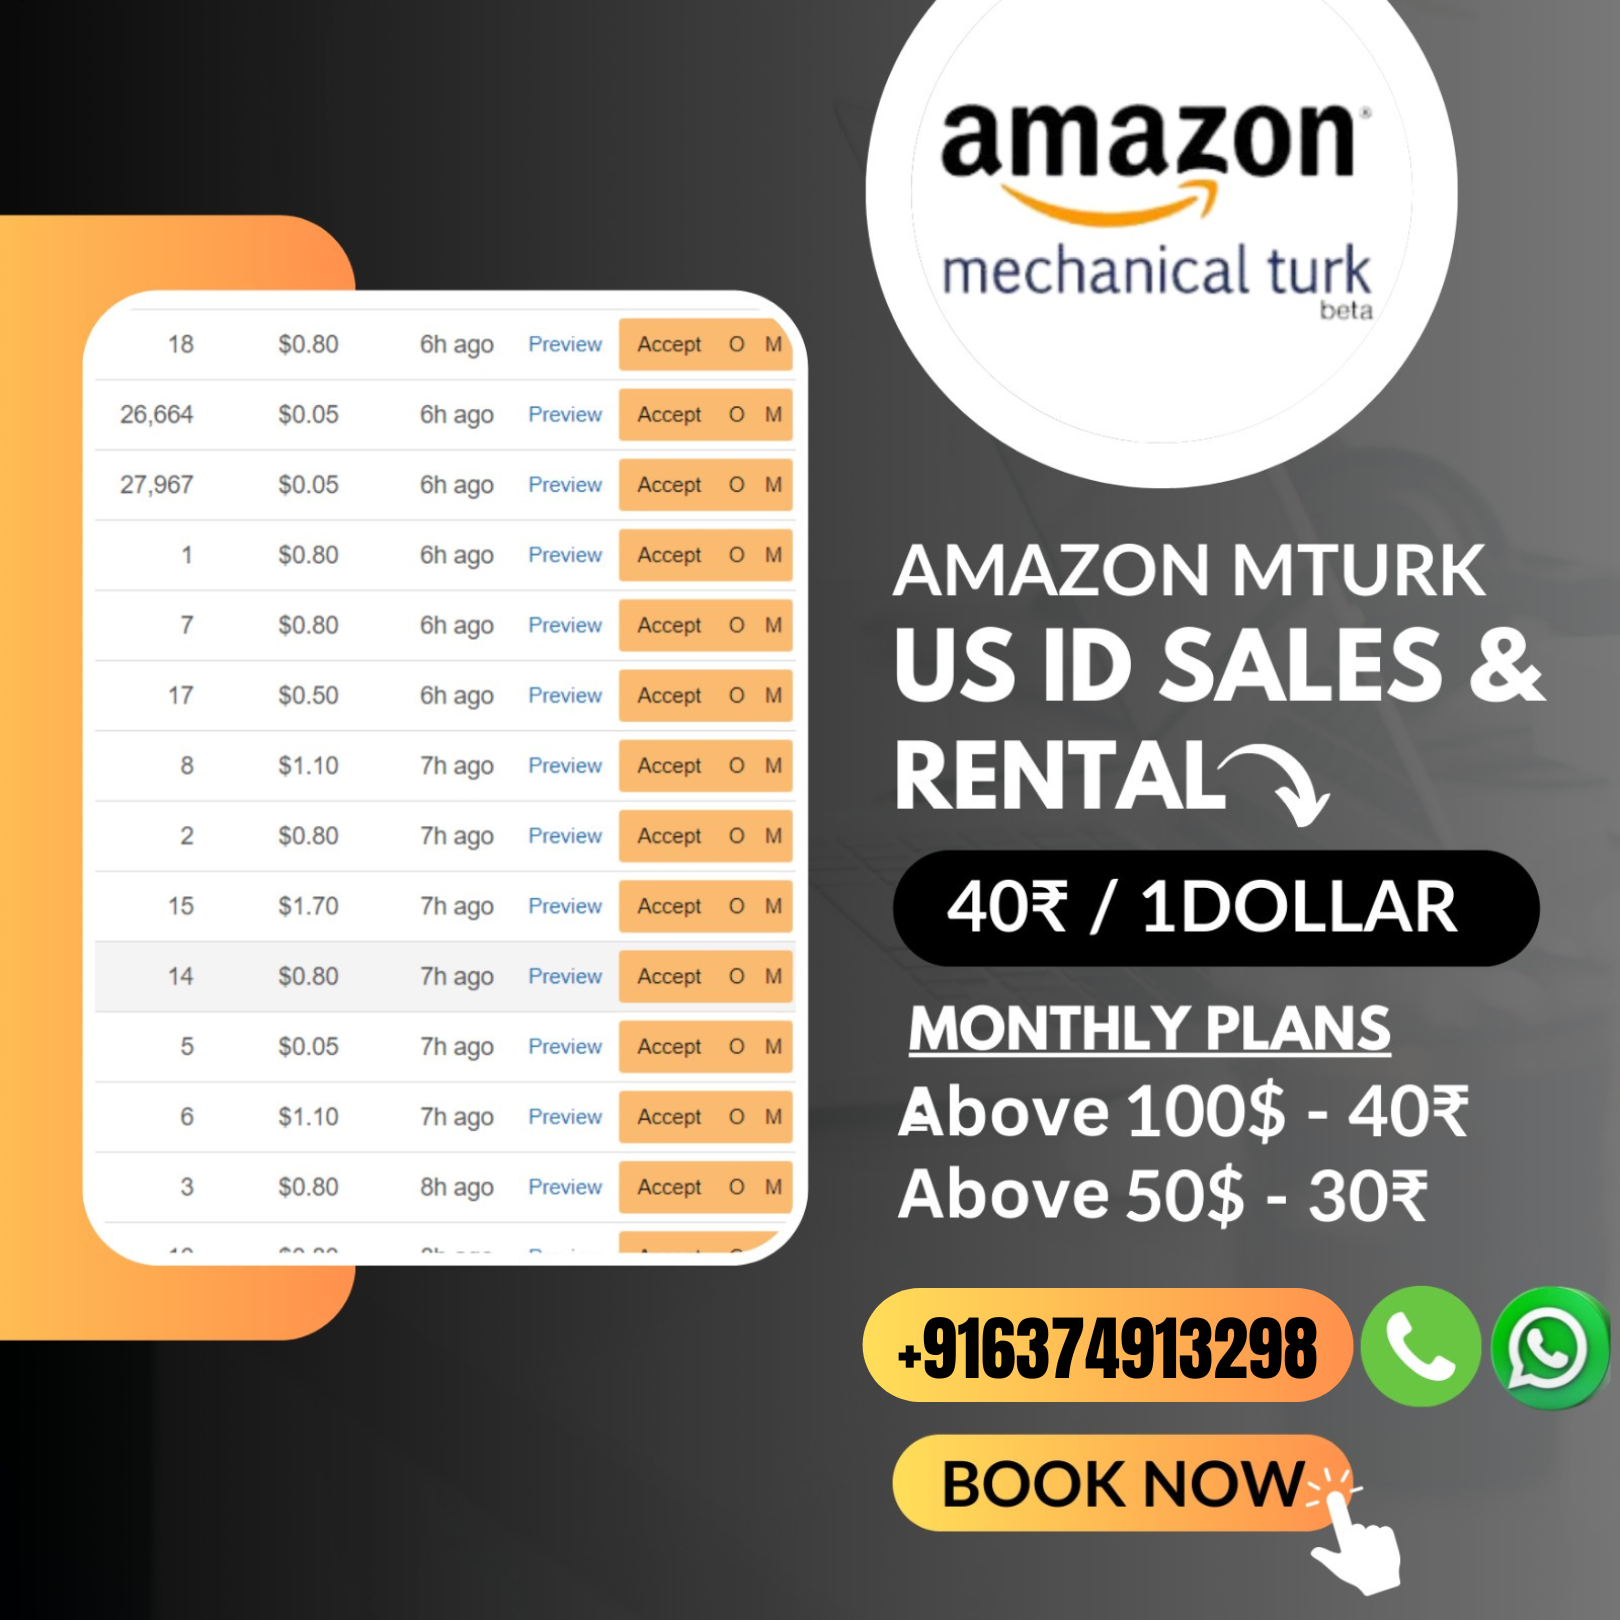 amazon®
mechanical turk
beta
18 $0.80 6h ago Preview Accept O M
26,664 $0.05 6h ago Preview Accept O M
27,967 $0.05 6h ago Preview Accept O M
1 $0.80 6h ago Preview Accept O M
7 $0.80 6h ago Preview Accept O M
17 $0.50 6h ago Preview Accept O M
8 $1.10 7h ago Preview Accept O M
2 $0.80 7h ago Preview Accept O M
15 $1.70 7h ago Preview Accept O M
14 $0.80 7h ago Preview Accept O M
5 $0.05 7h ago Preview Accept O M
6 $1.10 7h ago Preview Accept O M
3 $0.80 8h ago Preview Accept O M
AMAZON MTURK
US ID SALES &
RENTAL
40₹ / 1DOLLAR
MONTHLY PLANS
Above 100$ - 40₹
Above 50$ - 30₹
+916374913298
BOOK NOW